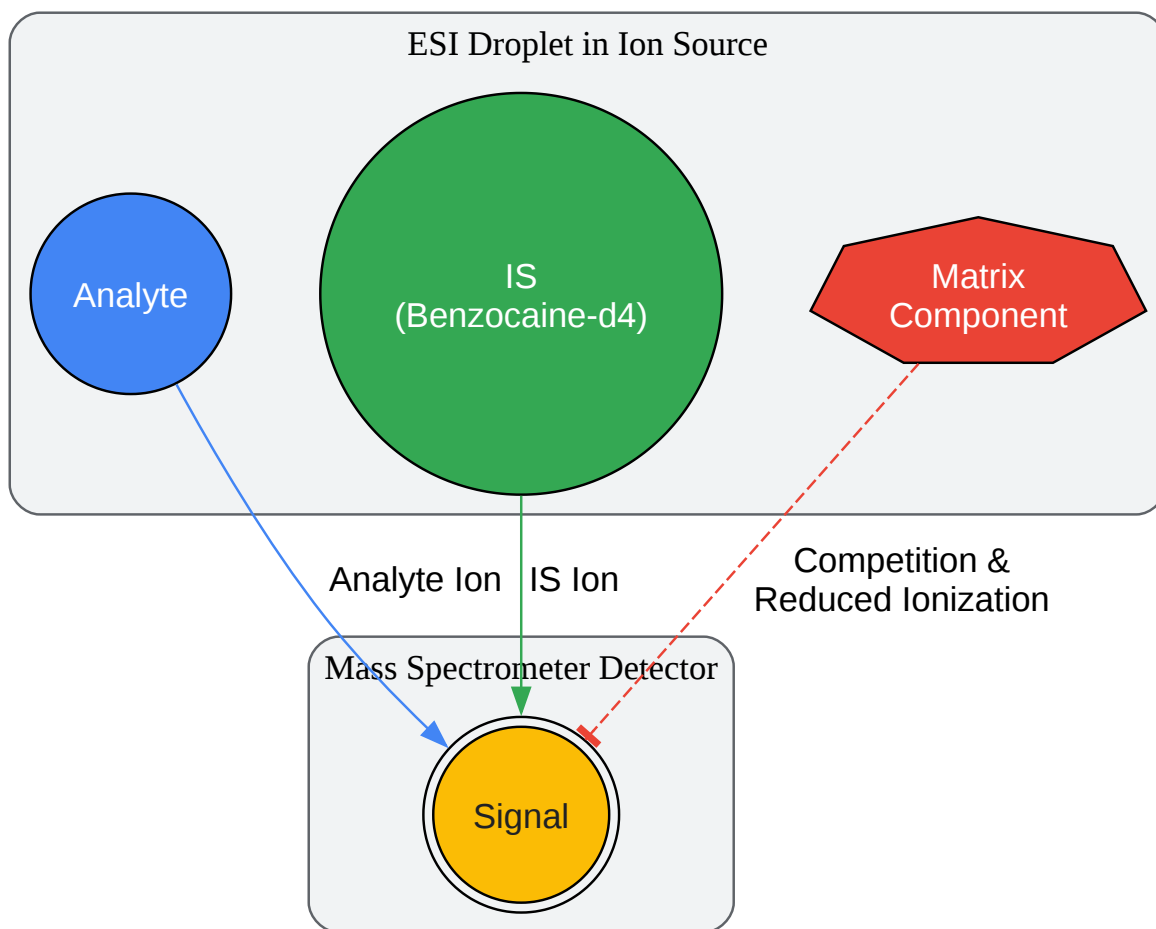 ESI Droplet in Ion Source
Analyte
IS
(Benzocaine-d4)
Matrix
Component
Analyte Ion
IS Ion
Competition &
Reduced Ionization
Mass Spectrometer Detector
Signal